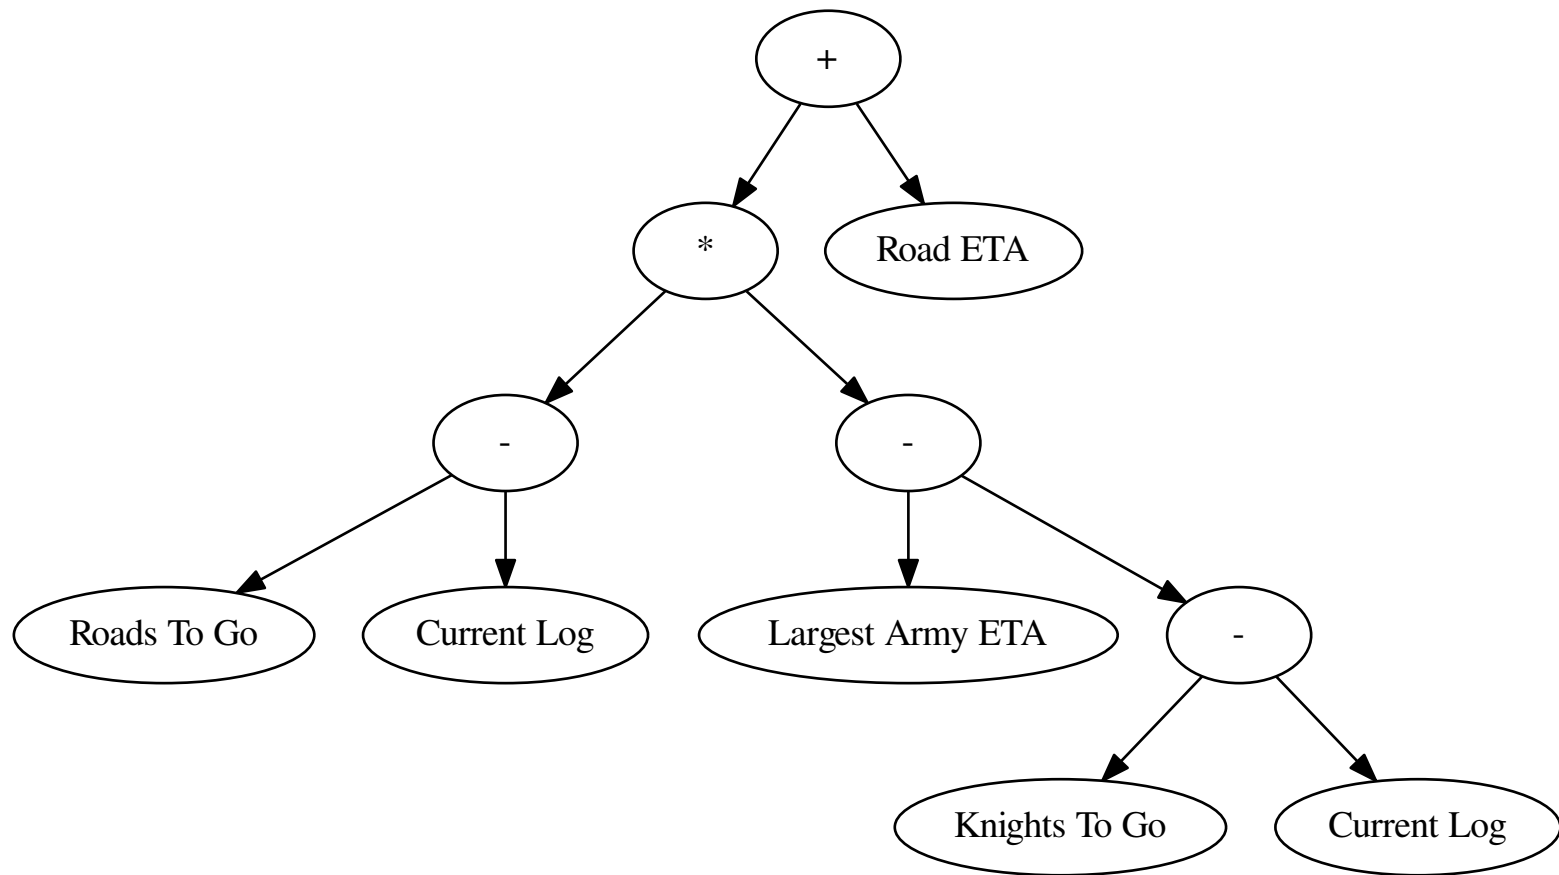 +
*
Road ETA
-
-
Roads To Go
Current Log
Largest Army ETA
-
Knights To Go
Current Log